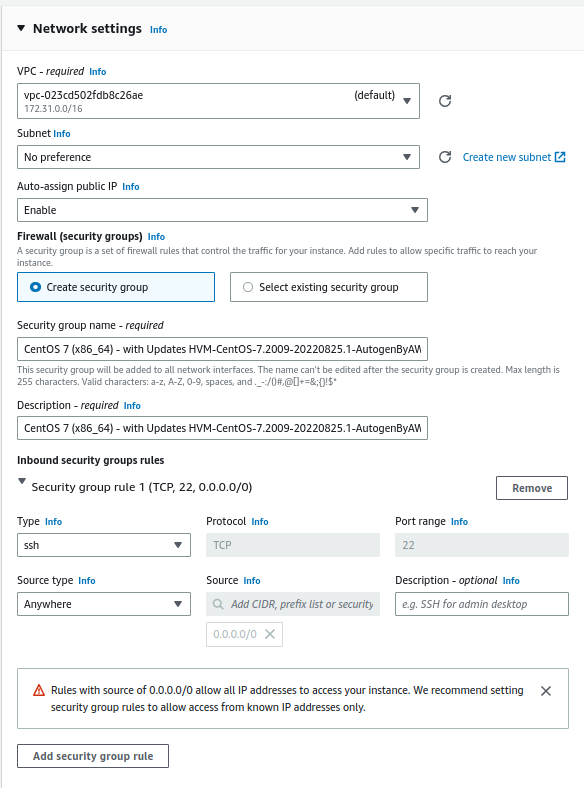 Network settings Info
VPC - required Info
vpc-023cd502fdb8c26ae (default)
172.31.0.0/16
Subnet Info
No preference
Create new subnet
Auto-assign public IP Info
Enable
Firewall (security groups) Info
A security group is a set of firewall rules that control the traffic for your instance. Add rules to allow specific traffic to reach your
instance.
Create security group
Select existing security group
Security group name - required
CentOS 7 (x86_64) - with Updates HVM-CentOS-7.2009-20220825.1-AutogenByAW
This security group will be added to all network interfaces. The name can't be edited after the security group is created. Max length is
255 characters. Valid characters: a-z, A-Z, 0-9, spaces, and ._-:/()#,@[]+=&;{}!$*
Description - required Info
CentOS 7 (x86_64) - with Updates HVM-CentOS-7.2009-20220825.1-AutogenByAW
Inbound security groups rules
Security group rule 1 (TCP, 22, 0.0.0.0/0)
Remove
Type Info
Protocol Info
Port range Info
ssh
TCP
22
Source type Info
Source Info
Description - optional Info
Anywhere
Add CIDR, prefix list or security
e.g. SSH for admin desktop
0.0.0.0/0
Rules with source of 0.0.0.0/0 allow all IP addresses to access your instance. We recommend setting
security group rules to allow access from known IP addresses only.
Add security group rule